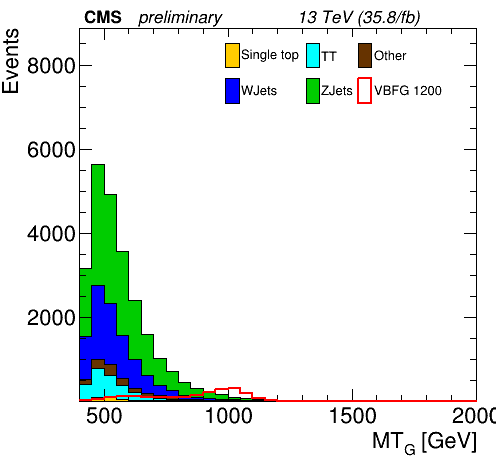 CMS preliminary 13 TeV (35.8/fb)
Events
Single top TT Other
WJets ZJets VBFG 1200
8000
6000
4000
2000
500 1000 1500 2000
MT_G [GeV]